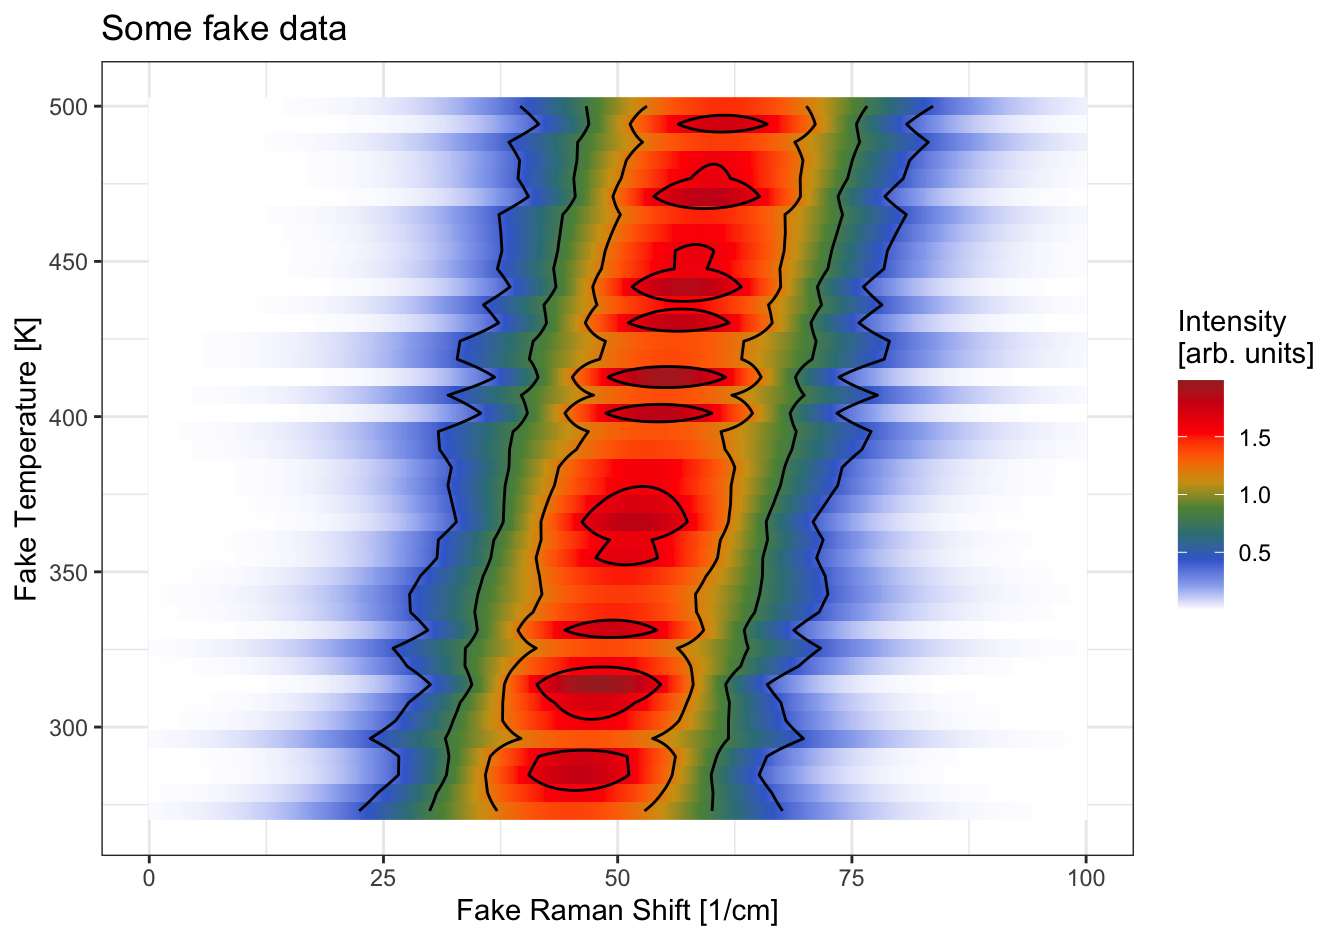 Some fake data
500
450
400
350
300
Fake Temperature [K]
0 25 50 75 100
Fake Raman Shift [1/cm]
Intensity
[arb. units]
1.5
1.0
0.5